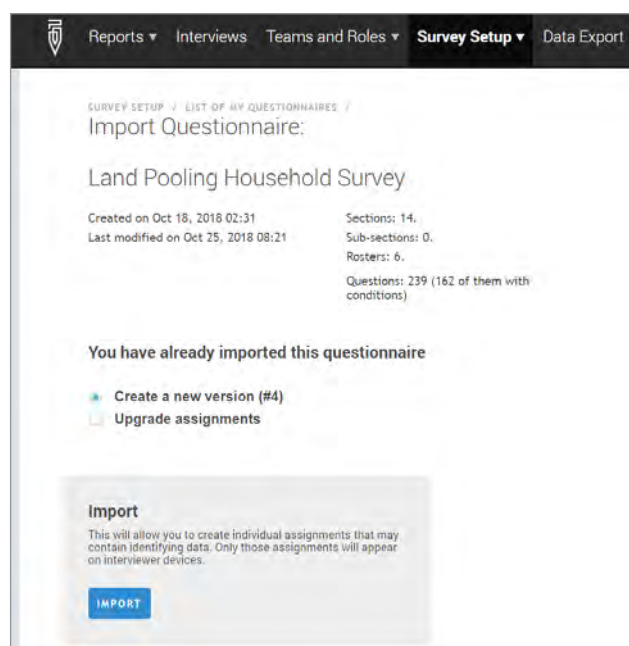 Reports ▾ Interviews Teams and Roles ▾ Survey Setup ▾ Data Export
SURVEY SETUP / LIST OF MY QUESTIONNAIRES /
Import Questionnaire:
Land Pooling Household Survey
Created on Oct 18, 2018 02:31
Last modified on Oct 25, 2018 08:21
Sections: 14.
Sub-sections: 0.
Rosters: 6.
Questions: 239 (162 of them with
conditions)
You have already imported this questionnaire
Create a new version (#4)
Upgrade assignments
Import
This will allow you to create individual assignments that may
contain identifying data. Only those assignments will appear
on interviewer devices.
IMPORT